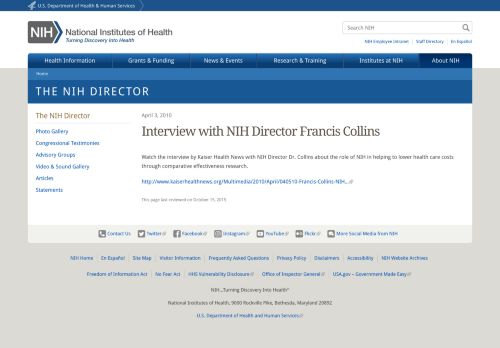 U.S. Department of Health & Human Services
NIH National Institutes of Health
Turning Discovery Into Health
Search NIH
NIH Employee Intranet | Staff Directory | En Español
Health Information Grants & Funding News & Events Research & Training Institutes at NIH About NIH
Home
THE NIH DIRECTOR
The NIH Director
Photo Gallery
Congressional Testimonies
Advisory Groups
Video & Sound Gallery
Articles
Statements
April 3, 2010
Interview with NIH Director Francis Collins
Watch the interview by Kaiser Health News with NIH Director Dr. Collins about the role of NIH in helping to lower health care costs
through comparative effectiveness research.
http://www.kaiserhealthnews.org/Multimedia/2010/April/040510-Francis-Collins-NIH...
This page last reviewed on October 15, 2015
Contact Us Twitter Facebook Instagram YouTube Flickr More Social Media from NIH
NIH Home En Español Site Map Visitor Information Frequently Asked Questions Privacy Policy Disclaimers Accessibility NIH Website Archives
Freedom of Information Act No Fear Act HHS Vulnerability Disclosure Office of Inspector General USA.gov – Government Made Easy
NIH...Turning Discovery Into Health®
National Institutes of Health, 9000 Rockville Pike, Bethesda, Maryland 20892
U.S. Department of Health and Human Services